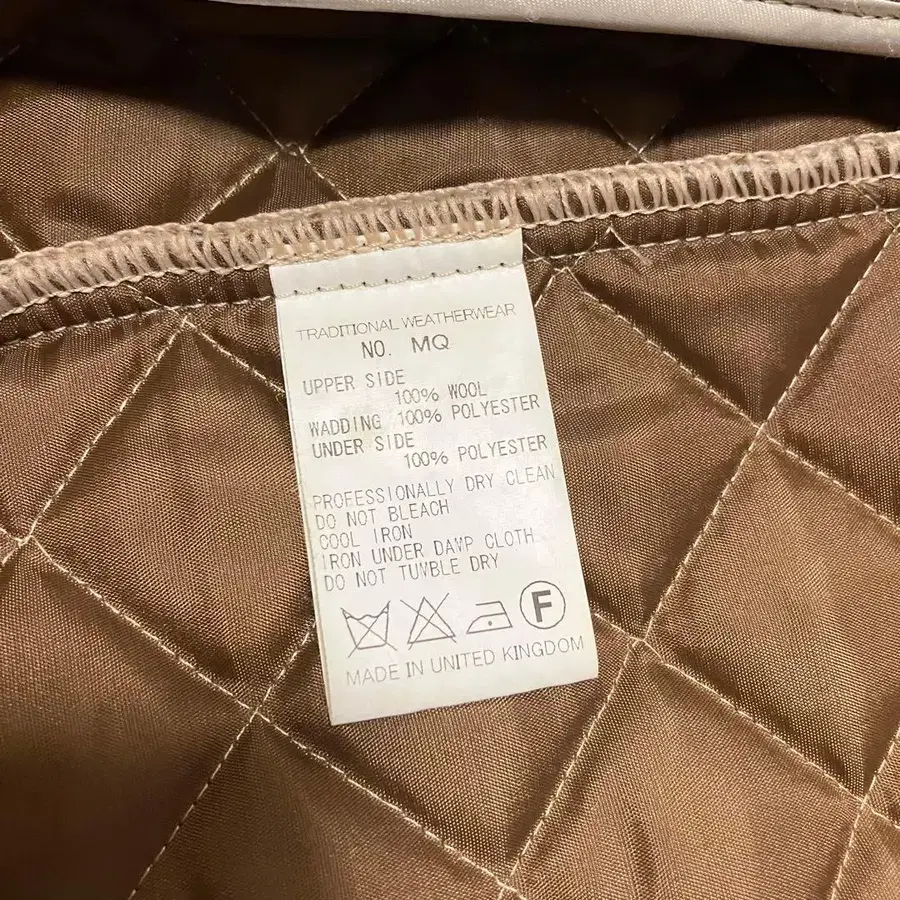 TRADITIONAL WEATHERWEAR
NO. MQ
UPPER SIDE
100% WOOL
WADDING 100% POLYESTER
UNDER SIDE
100% POLYESTER
PROFESSIONALLY DRY CLEAN
DO NOT BLEACH
COOL IRON
IRON UNDER DAMP CLOTH
DO NOT TUMBLE DRY
F
MADE IN UNITED KINGDOM